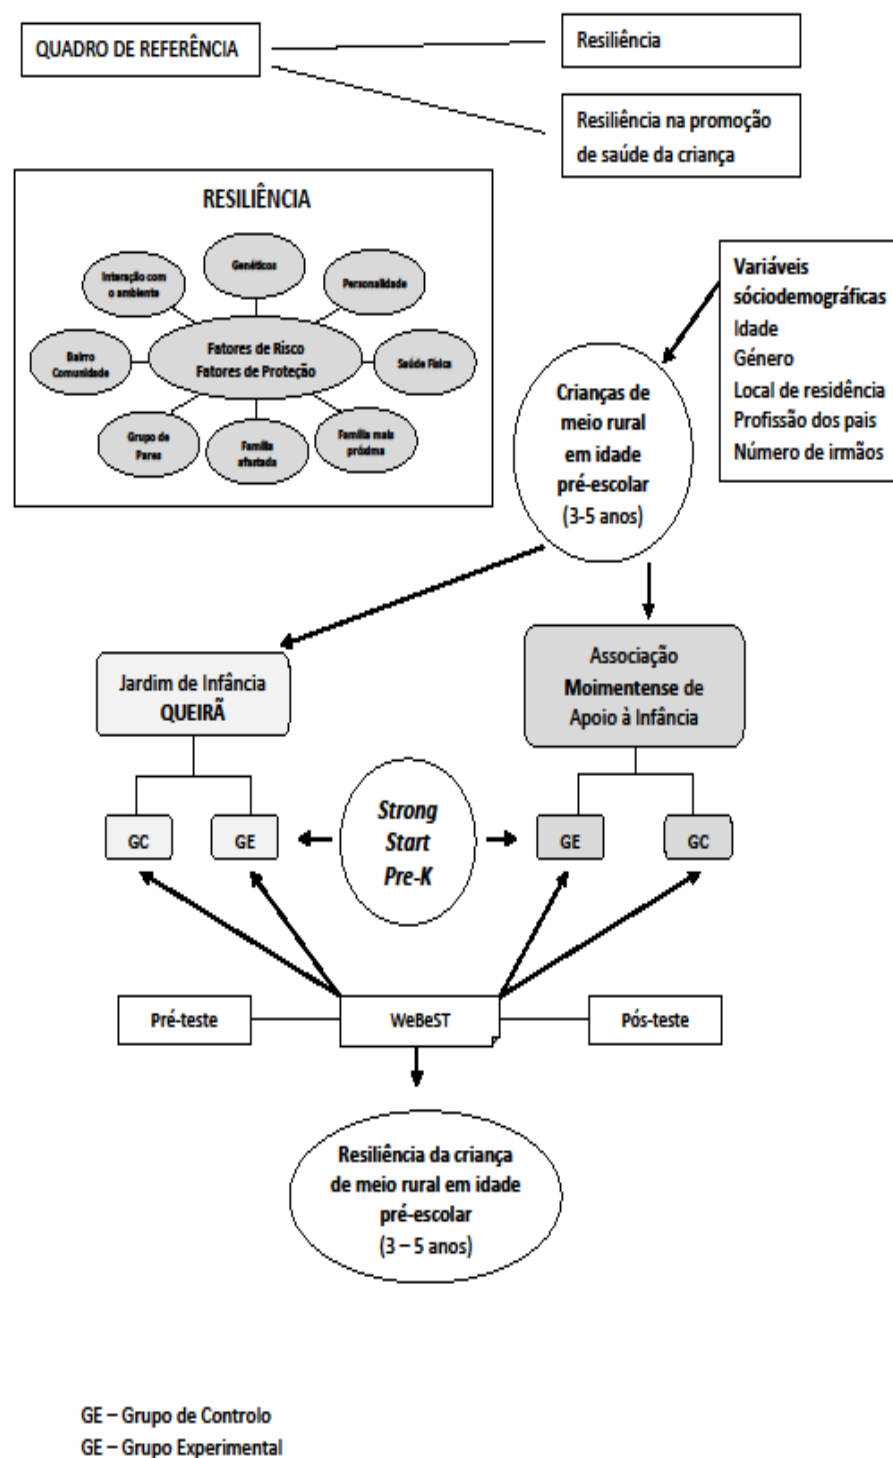 QUADRO DE REFERÊNCIA
Resiliência
Resiliência na promoção
de saúde da criança
RESILIÊNCIA
Interação com
o ambiente
Genéticos
Personalidade
Bairro
Comunidade
Fatores de Risco
Fatores de Proteção
Saúde Física
Grupo de
Pares
Família
afastada
Família mais
próxima
Variáveis
sóciodemográficas
Idade
Género
Local de residência
Profissão dos pais
Número de irmãos
Crianças de
meio rural
em idade
pré-escolar
(3-5 anos)
Jardim de Infância
QUEIRÃ
Associação
Moimentense de
Apoio à Infância
GC
GE
Strong
Start
Pre-K
GE
GC
Pré-teste
WeBeST
Pós-teste
Resiliência da criança
de meio rural em idade
pré-escolar
(3 – 5 anos)
GE – Grupo de Controlo
GE – Grupo Experimental